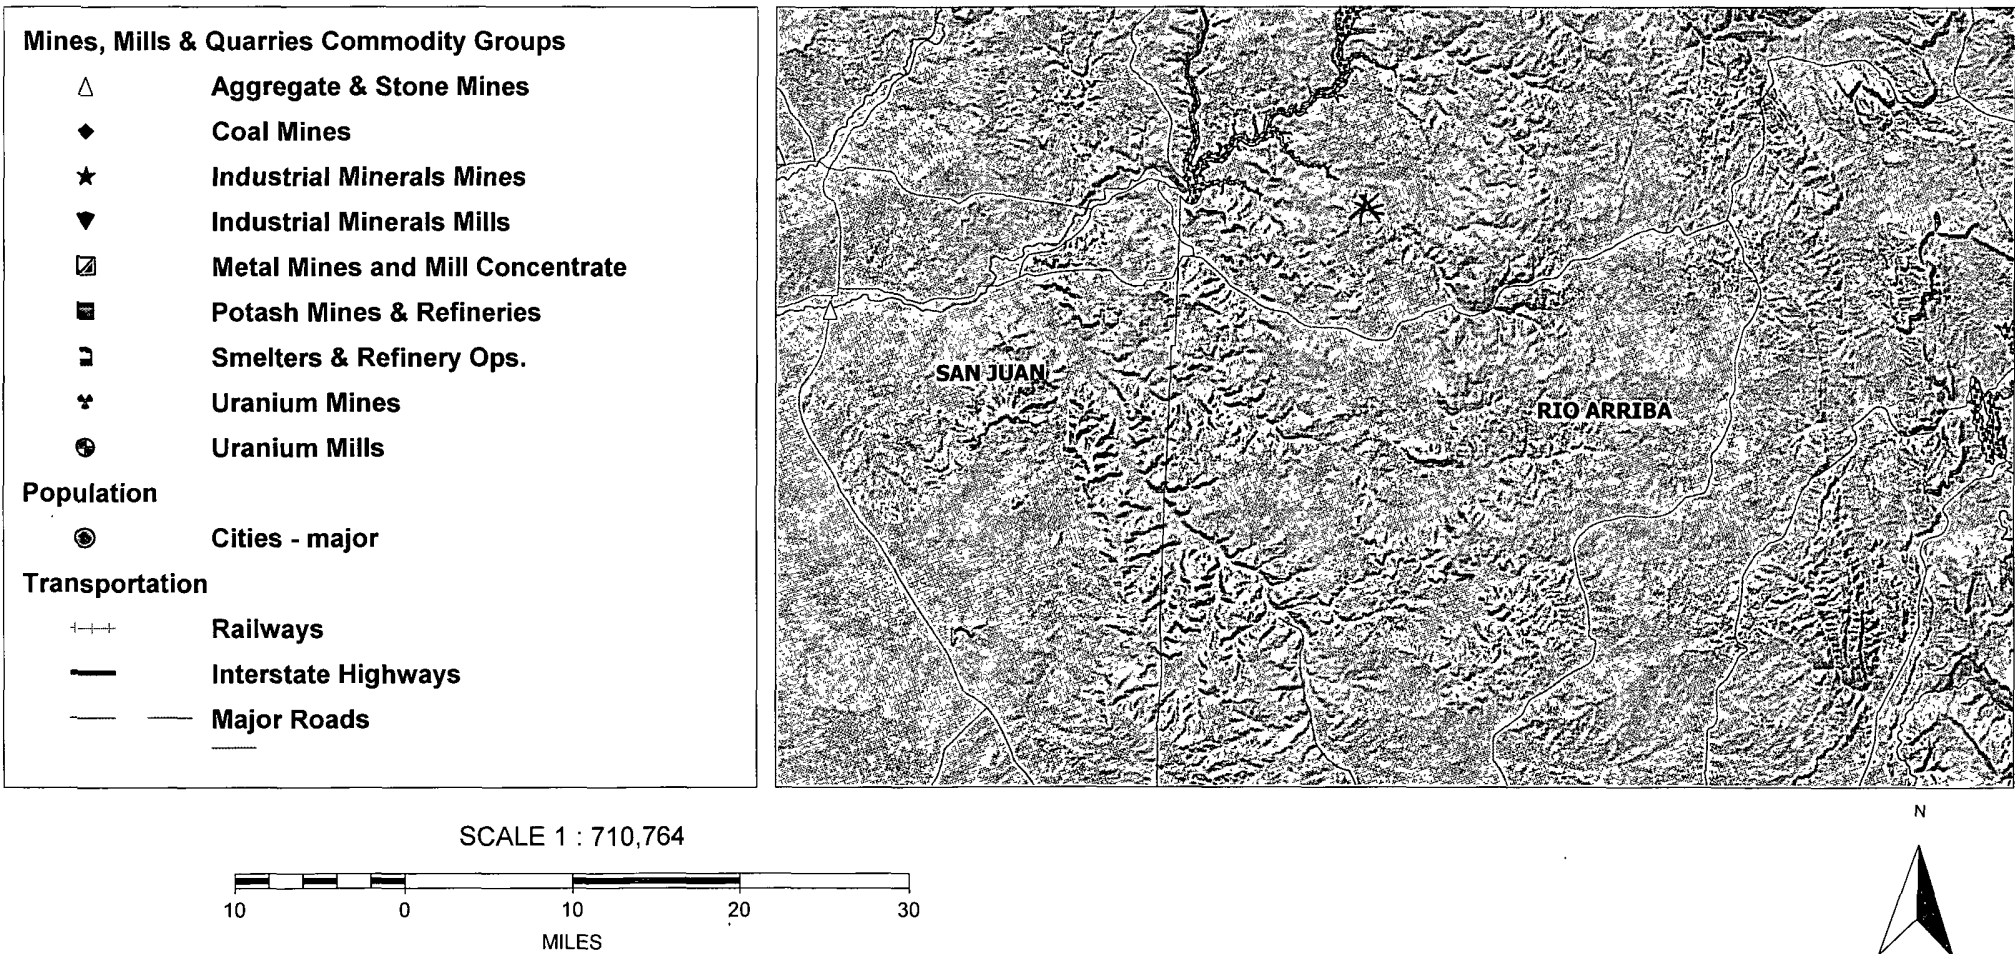 Mines, Mills & Quarries Commodity Groups
Aggregate & Stone Mines
Coal Mines
Industrial Minerals Mines
Industrial Minerals Mills
Metal Mines and Mill Concentrate
Potash Mines & Refineries
Smelters & Refinery Ops.
Uranium Mines
Uranium Mills
Population
Cities - major
Transportation
Railways
Interstate Highways
Major Roads
SAN JUAN
RIO ARRIBA
SCALE 1 : 710,764
10 0 10 20 30
MILES
N